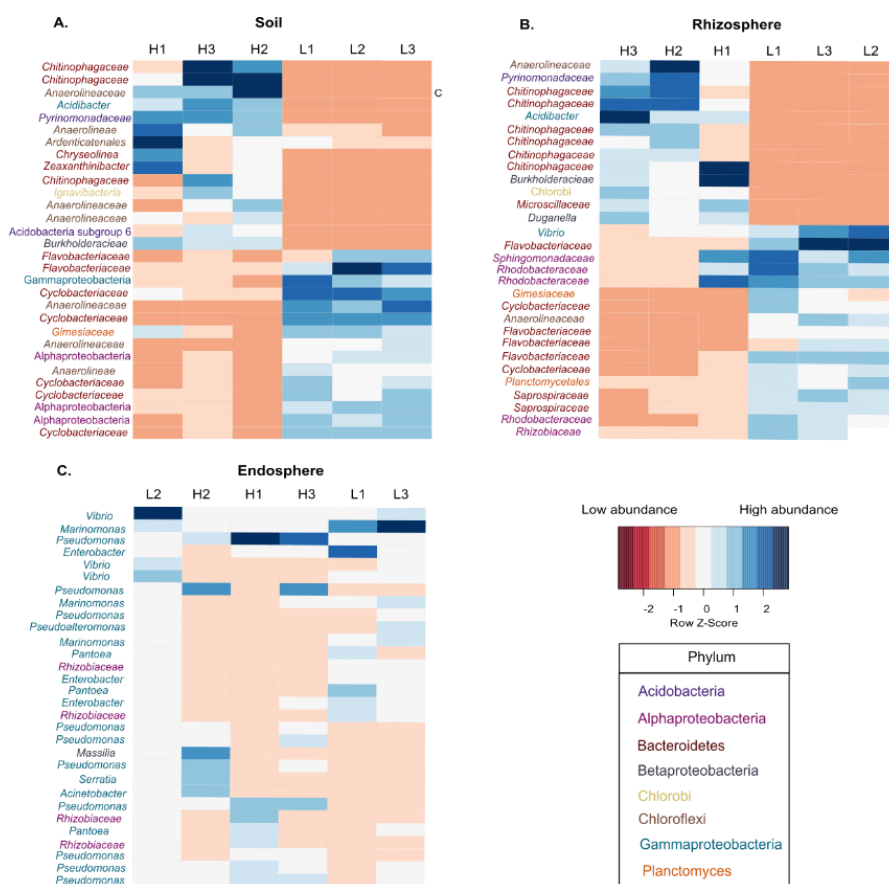 A.
Soil
H1 H3 H2 L1 L2 L3
Chitinophagaceae
Chitinophagaceae
Anaerolineaceae
C
Acidibacter
Pyrinomonadaceae
Anaerolineae
Ardenticatenales
Chryseolinea
Zeaxanthinibacter
Chitinophagaceae
Ignavibacteria
Anaerolineaceae
Anaerolineaceae
Acidobacteria subgroup 6
Burkholderacieae
Flavobacteriaceae
Flavobacteriaceae
Gammaproteobacteria
Cyclobacteriaceae
Anaerolineaceae
Cyclobacteriaceae
Gimesiaceae
Anaerolineaceae
Alphaproteobacteria
Anaerolineae
Cyclobacteriaceae
Cyclobacteriaceae
Alphaproteobacteria
Alphaproteobacteria
Cyclobacteriaceae
B.
Rhizosphere
H3 H2 H1 L1 L3 L2
Anaerolineaceae
Pyrinomonadaceae
Chitinophagaceae
Chitinophagaceae
Acidibacter
Chitinophagaceae
Chitinophagaceae
Chitinophagaceae
Chitinophagaceae
Burkholderacieae
Chlorobi
Microscillaceae
Duganella
Vibrio
Flavobacteriaceae
Sphingomonadaceae
Rhodobacteraceae
Rhodobacteraceae
Gimesiaceae
Cyclobacteriaceae
Anaerolineaceae
Flavobacteriaceae
Flavobacteriaceae
Flavobacteriaceae
Cyclobacteriaceae
Planctomycetales
Saprospiraceae
Saprospiraceae
Rhodobacteraceae
Rhizobiaceae
C.
Endosphere
L2 H2 H1 H3 L1 L3
Vibrio
Marinomonas
Pseudomonas
Enterobacter
Vibrio
Vibrio
Pseudomonas
Marinomonas
Pseudomonas
Pseudoalteromonas
Marinomonas
Pantoea
Rhizobiaceae
Enterobacter
Pantoea
Enterobacter
Rhizobiaceae
Pseudomonas
Pseudomonas
Massilia
Pseudomonas
Serratia
Acinetobacter
Pseudomonas
Rhizobiaceae
Pantoea
Rhizobiaceae
Pseudomonas
Pseudomonas
Pseudomonas
Low abundance High abundance
-2 -1 0 1 2
Row Z-Score
Phylum
Acidobacteria
Alphaproteobacteria
Bacteroidetes
Betaproteobacteria
Chlorobi
Chloroflexi
Gammaproteobacteria
Planctomyces